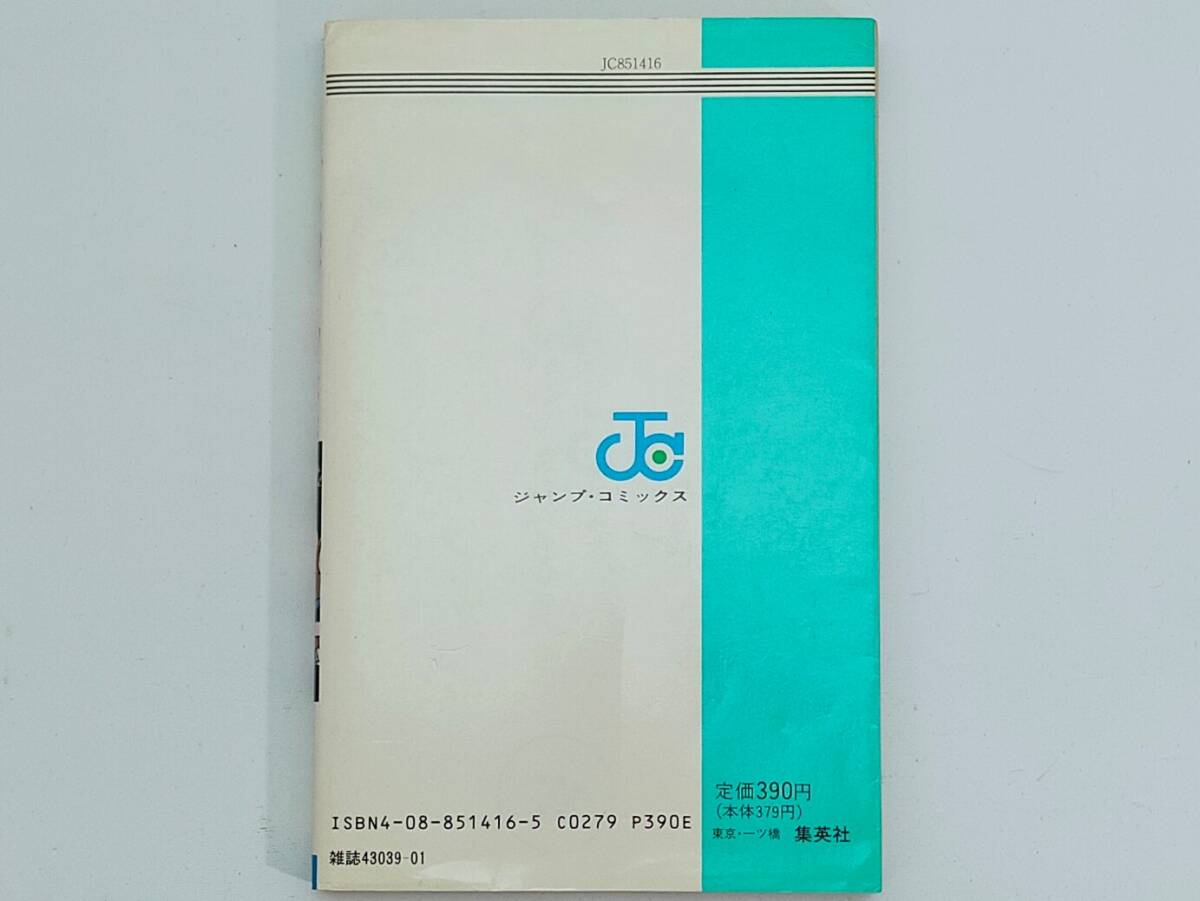 JC851416
JC
ジャンプ・コミックス
定価390円
(本体379円)
東京・一ツ橋 集英社
ISBN4-08-851416-5 C0279 P390E
雑誌43039-01